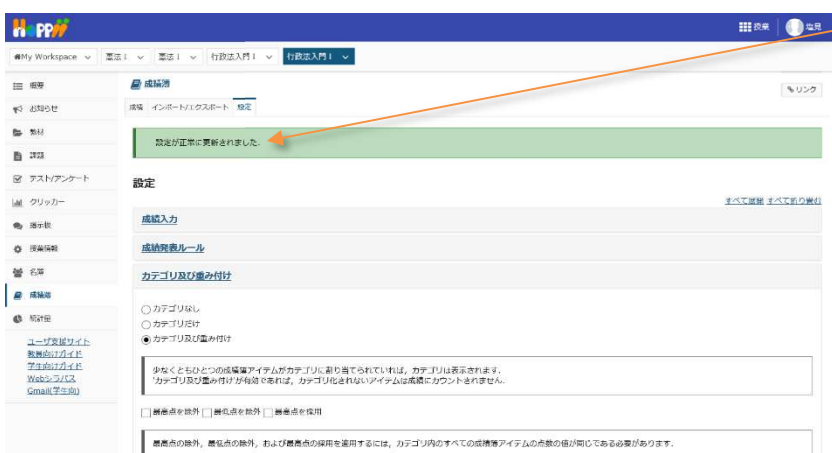 HOPPII
授業
塩見
My Workspace
憲法Ⅰ
憲法Ⅰ
行政法入門Ⅰ
行政法入門Ⅰ
概要
お知らせ
教材
課題
テスト/アンケート
クリッカー
掲示板
授業情報
名簿
成績簿
統計量
ユーザ支援サイト
教員向けガイド
学生向けガイド
Webシラバス
Gmail(学生向)
成績簿
リンク
成績 インポート/エクスポート 設定
設定が正常に更新されました.
設定
すべて展開 すべて折り畳む
成績入力
成績発表ルール
カテゴリ及び重み付け
カテゴリなし
カテゴリだけ
カテゴリ及び重み付け
少なくともひとつの成績簿アイテムがカテゴリに割り当てられていれば, カテゴリは表示されます.
'カテゴリ及び重み付け'が有効であれば, カテゴリ化されないアイテムは成績にカウントされません.
最高点を除外 最低点を除外 最高点を採用
最高点の除外, 最低点の除外, および最高点の採用を適用するには, カテゴリ内のすべての成績簿アイテムの点数の値が同じである必要があります.